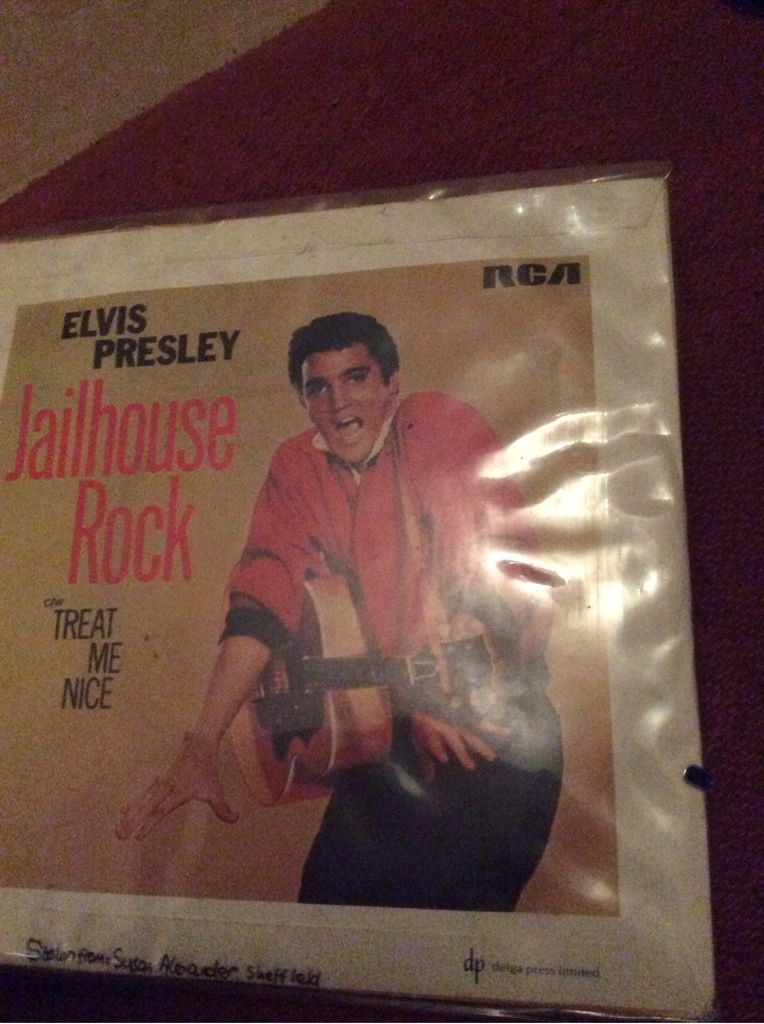 RCA
ELVIS
PRESLEY
Jailhouse
Rock
c/w
TREAT
ME
NICE
Stolen from: Susan Alexander. Sheffield
dp delga press limited